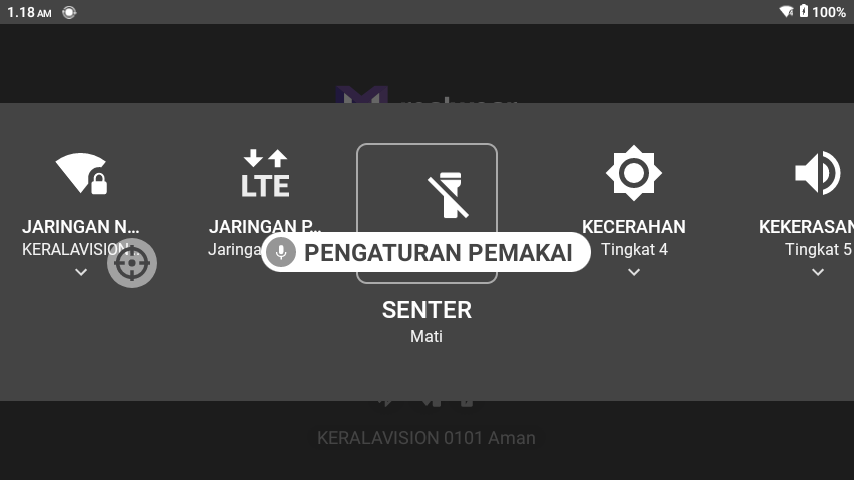 1.18 AM
100%
LTE
JARINGAN N...
JARINGAN P...
KECERAHAN
KEKERASAN
KERALAVISION...
Tingkat 4
Tingkat 5
PENGATURAN PEMAKAI
SENTER
Mati
KERALAVISION 0101 Aman